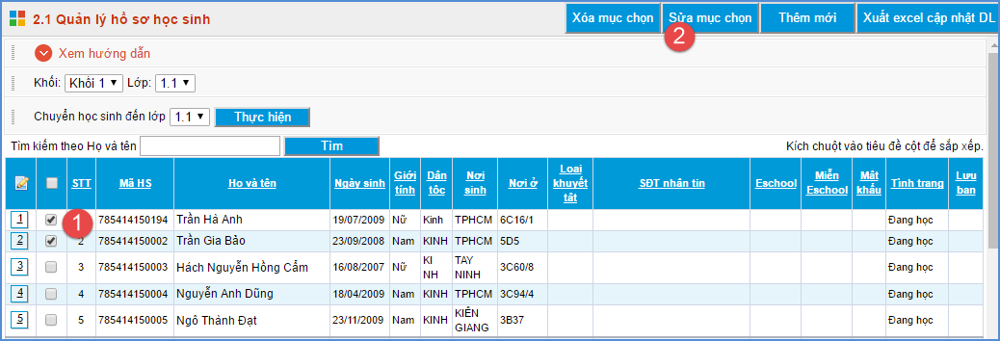 2.1 Quản lý hồ sơ học sinh
Xóa mục chọn Sửa mục chọn Thêm mới Xuất excel cập nhật DL
2
Xem hướng dẫn
Khối: Khối 1 Lớp: 1.1
Chuyển học sinh đến lớp 1.1 Thực hiện
Tìm kiếm theo Họ và tên Tìm Kích chuột vào tiêu đề cột để sắp xếp.
STT Mã HS Họ và tên Ngày sinh Giới tính Dân tộc Nơi sinh Nơi ở Loại khuyết tật SĐT nhắn tin Eschool Miễn Eschool Mật khẩu Tình trạng Lưu ban
1 1 785414150194 Trần Hà Anh 19/07/2009 Nữ Kinh TPHCM 6C16/1 Đang học
2 2 785414150002 Trần Gia Bảo 23/09/2008 Nam KINH TPHCM 5D5 Đang học
3 3 785414150003 Hách Nguyễn Hồng Cẩm 16/08/2007 Nữ KI NH TAY NINH 3C60/8 Đang học
4 4 785414150004 Nguyễn Anh Dũng 18/04/2009 Nam KINH TPHCM 3C94/4 Đang học
5 5 785414150005 Ngô Thành Đạt 23/11/2009 Nam KINH KIÊN GIANG 3B37 Đang học